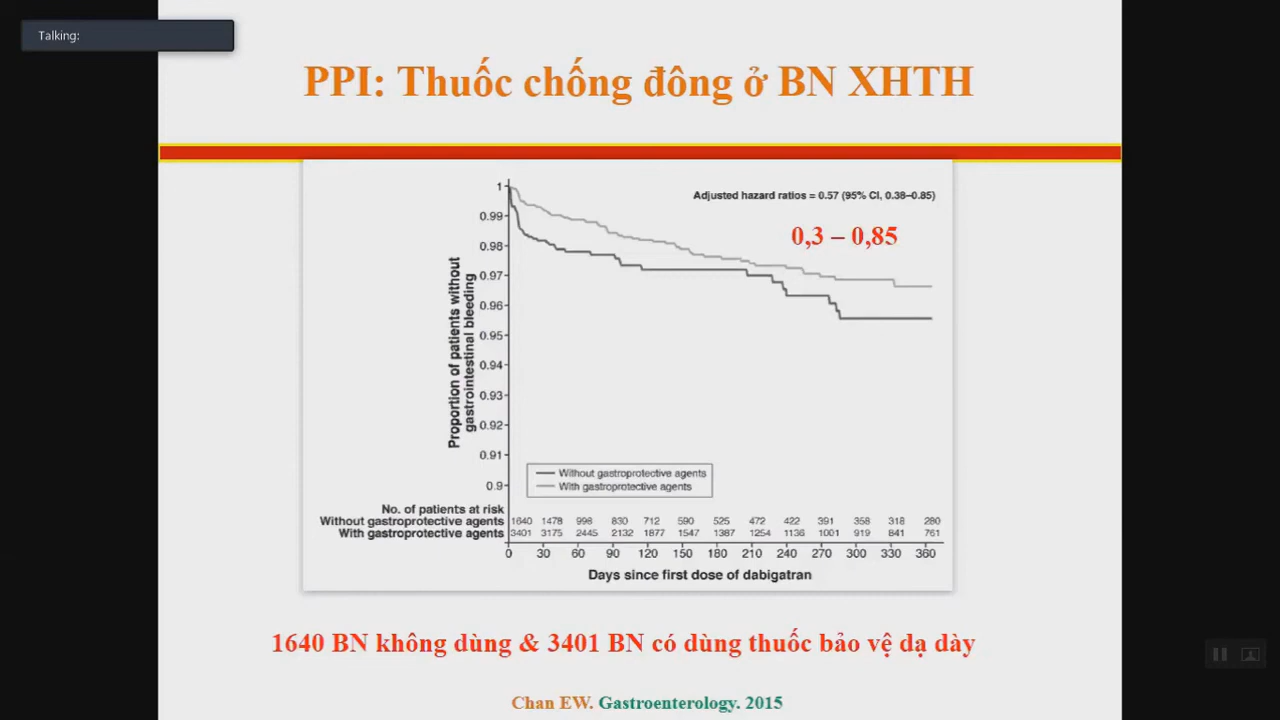 Talking:
PPI: Thuốc chống đông ở BN XHTH
Adjusted hazard ratios = 0.57 (95% CI, 0.38–0.85)
0,3 – 0,85
1
0.99
0.98
0.97
0.96
0.95
0.94
0.93
0.92
0.91
0.9
Proportion of patients without
gastrointestinal bleeding
Without gastroprotective agents
With gastroprotective agents
No. of patients at risk
Without gastroprotective agents 1640 1478 998 830 712 590 525 472 422 391 358 318 280
With gastroprotective agents 3401 3175 2445 2132 1877 1547 1387 1254 1136 1001 919 841 761
0 30 60 90 120 150 180 210 240 270 300 330 360
Days since first dose of dabigatran
1640 BN không dùng & 3401 BN có dùng thuốc bảo vệ dạ dày
Chan EW. Gastroenterology. 2015